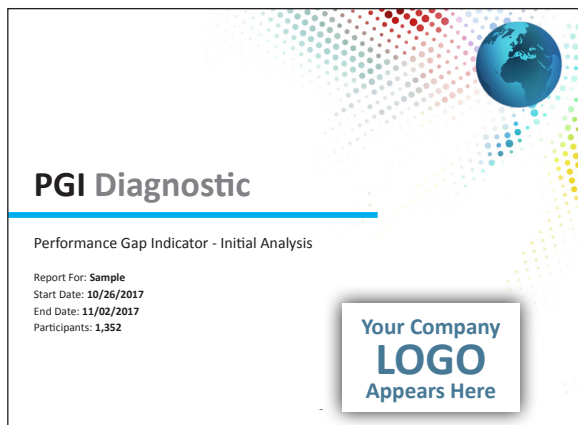 PGI Diagnostic
Performance Gap Indicator - Initial Analysis
Report For: Sample
Start Date: 10/26/2017
End Date: 11/02/2017
Participants: 1,352
Your Company
LOGO
Appears Here